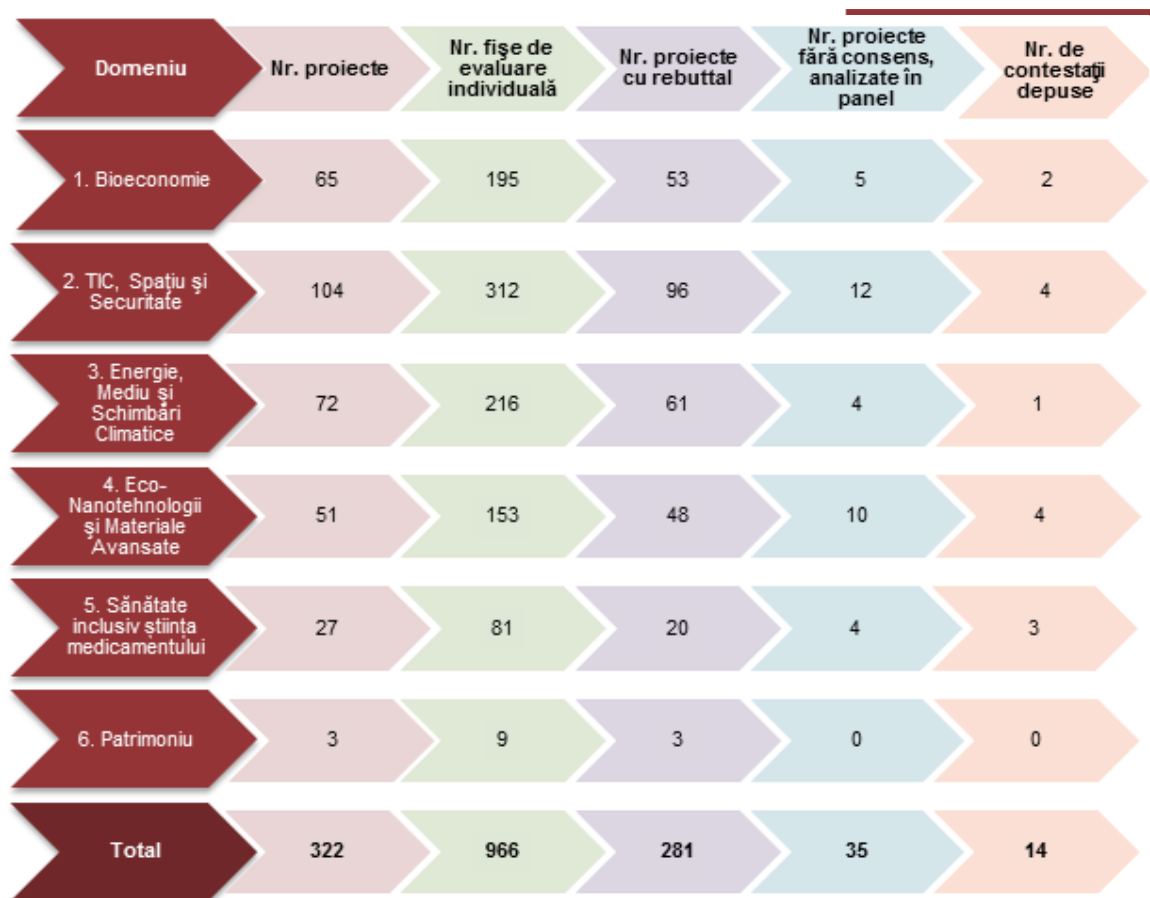 Domeniu
Nr. proiecte
Nr. fişe de
evaluare
individuală
Nr. proiecte
cu rebuttal
Nr. proiecte
fără consens,
analizate în
panel
Nr. de
contestaţii
depuse
1. Bioeconomie
65
195
53
5
2
2. TIC, Spațiu şi
Securitate
104
312
96
12
4
3. Energie,
Mediu şi
Schimbări
Climatice
72
216
61
4
1
4. Eco-
Nanotehnologii
şi Materiale
Avansate
51
153
48
10
4
5. Sănătate
inclusiv știința
medicamentului
27
81
20
4
3
6. Patrimoniu
3
9
3
0
0
Total
322
966
281
35
14